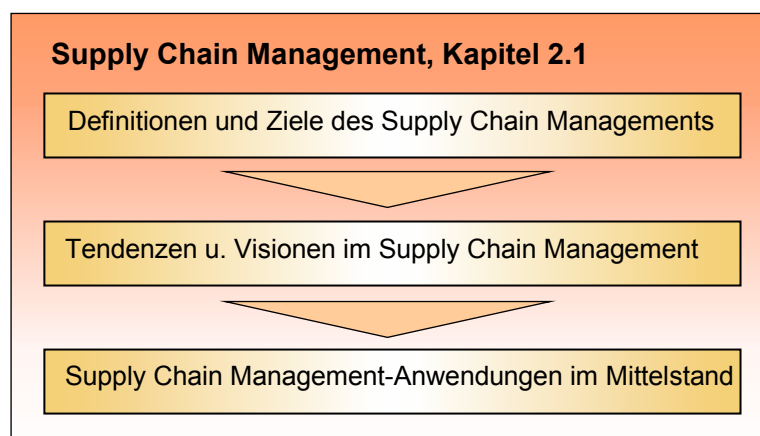 Supply Chain Management, Kapitel 2.1
Definitionen und Ziele des Supply Chain Managements
Tendenzen u. Visionen im Supply Chain Management
Supply Chain Management-Anwendungen im Mittelstand